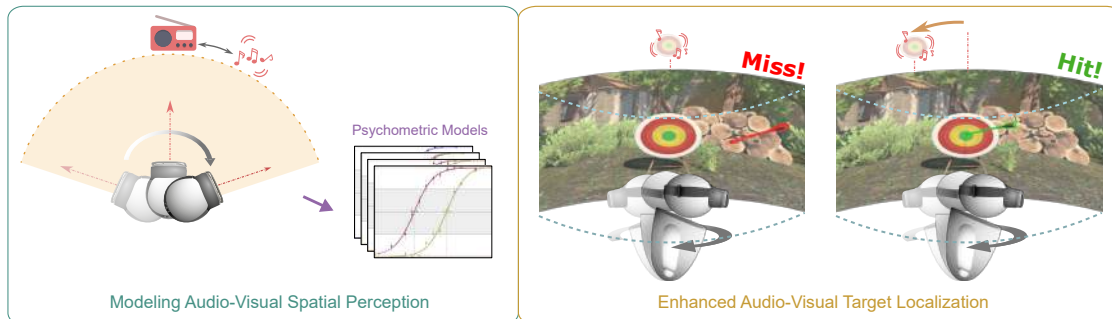 Psychometric Models
Modeling Audio-Visual Spatial Perception
Miss!
Hit!
Enhanced Audio-Visual Target Localization